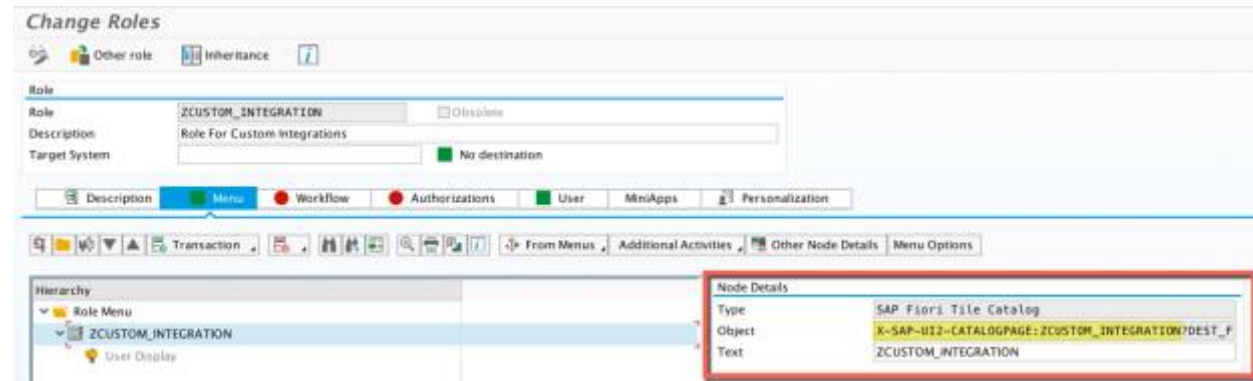 Change Roles
Other role Inheritance
Role
Role ZCUSTOM_INTEGRATION Obsolete
Description Role For Custom Integrations
Target System No destination
Description Menu Workflow Authorizations User MiniApps Personalization
Transaction From Menus Additional Activities Other Node Details Menu Options
Hierarchy
Role Menu
ZCUSTOM_INTEGRATION
User Display
Node Details
Type SAP Fiori Tile Catalog
Object X-SAP-UI2-CATALOGPAGE:ZCUSTOM_INTEGRATION?DEST_F
Text ZCUSTOM_INTEGRATION